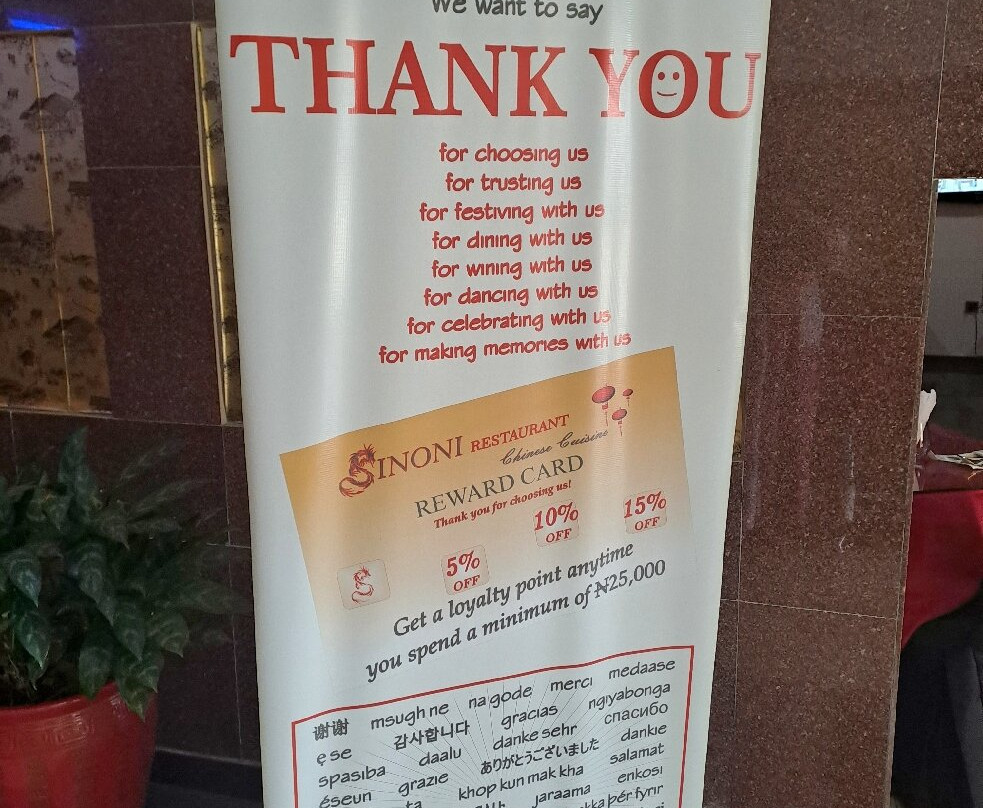 We want to say
THANK YOU
for choosing us
for trusting us
for festiving with us
for dining with us
for wining with us
for dancing with us
for celebrating with us
for making memories with us
SINONI RESTAURANT
Chinese Cuisine
REWARD CARD
Thank you for choosing us!
5% OFF
10% OFF
15% OFF
Get a loyalty point anytime
you spend a minimum of ₦25,000
谢谢 msugh ne na gode merci medaase
ẹ se 감사합니다 gracias ngiyabonga
spasiba daalu danke sehr спасибо
éseun grazie ありがとうございました dankie
khop kun mak kha salamat
jaraama enkosi
þér fyrir